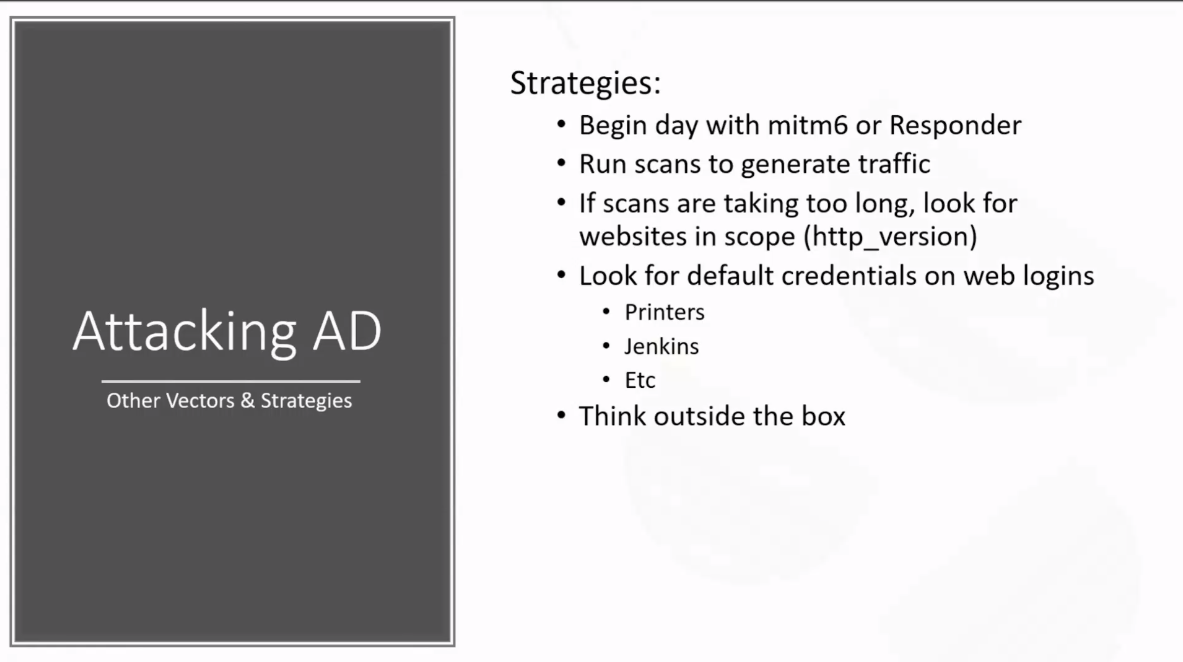 Attacking AD
Other Vectors & Strategies
Strategies:
• Begin day with mitm6 or Responder
• Run scans to generate traffic
• If scans are taking too long, look for
websites in scope (http_version)
• Look for default credentials on web logins
• Printers
• Jenkins
• Etc
• Think outside the box